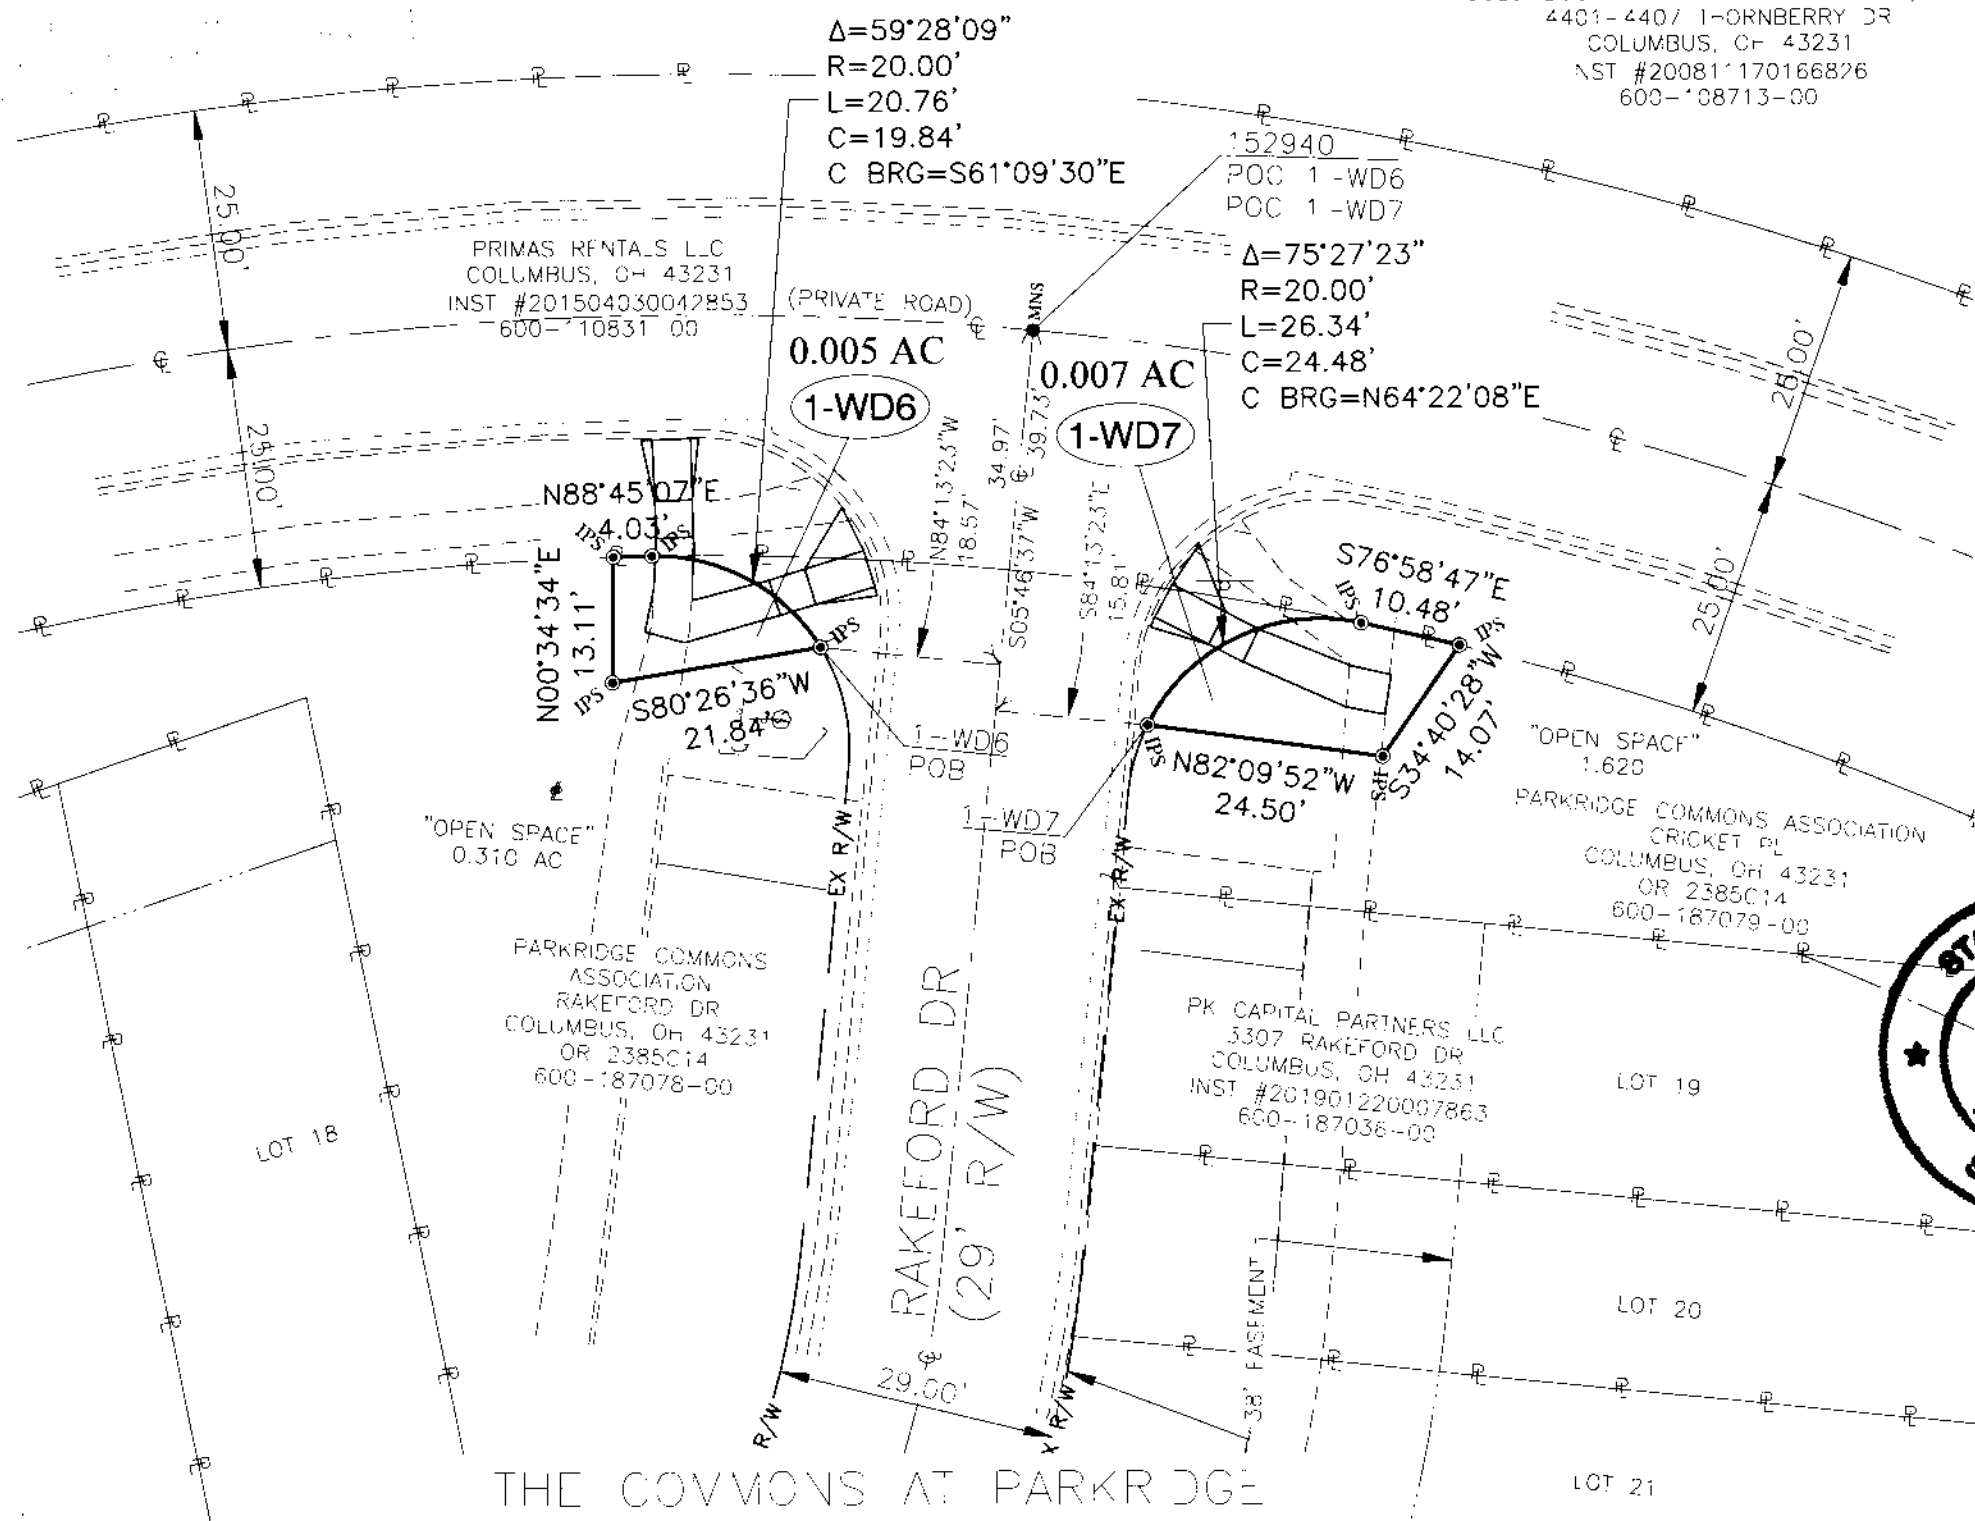 4401-4407 THORNBERRY DR
COLUMBUS, OH 43231
INST #200811170166826
600-108713-00
Δ=59°28'09"
R=20.00'
L=20.76'
C=19.84'
C BRG=S61°09'30"E
152940
POC 1-WD6
POC 1-WD7
Δ=75°27'23"
R=20.00'
L=26.34'
C=24.48'
C BRG=N64°22'08"E
25.00'
PRIMAS RENTALS LLC
COLUMBUS, OH 43231
INST #201504030042853
600-110831-00
(PRIVATE ROAD)
MNS
0.005 AC
1-WD6
0.007 AC
1-WD7
25.00'
25.00'
25.00'
N84°13'23"W
18.57'
34.97'
39.73'
S05°46'37"W
S84°13'23"E
15.81'
N88°45'07"E
4.03'
IPS
IPS
N00°34'34"E
13.11'
IPS
IPS
S80°26'36"W
21.84'
S76°58'47"E
10.48'
IPS
IPS
S34°40'28"W
14.07'
IPS
IPS
N82°09'52"W
24.50'
1-WD6
POB
1-WD7
POB
"OPEN SPACE"
0.310 AC
"OPEN SPACE"
1.620
PARKRIDGE COMMONS ASSOCIATION
CRICKET PL
COLUMBUS, OH 43231
OR 2385C14
600-187079-00
EX R/W
EX R/W
PARKRIDGE COMMONS
ASSOCIATION
RAKEFORD DR
COLUMBUS, OH 43231
OR 2385C14
600-187078-00
PK CAPITAL PARTNERS LLC
3307 RAKEFORD DR
COLUMBUS, OH 43231
INST #201901220007863
600-187036-00
RAKEFORD DR
(29' R/W)
LOT 18
LOT 19
LOT 20
LOT 21
38' EASEMENT
29.00'
R/W
X R/W
THE COMMONS AT PARKRIDGE